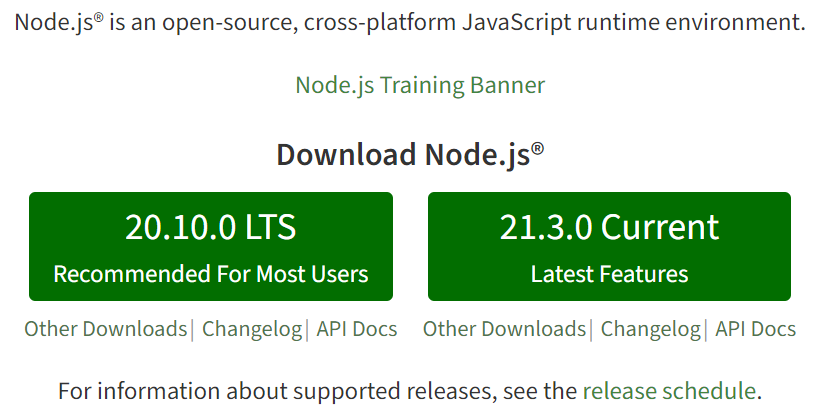 Node.js® is an open-source, cross-platform JavaScript runtime environment.
Node.js Training Banner
Download Node.js®
20.10.0 LTS
Recommended For Most Users
21.3.0 Current
Latest Features
Other Downloads| Changelog| API Docs
Other Downloads| Changelog| API Docs
For information about supported releases, see the release schedule.